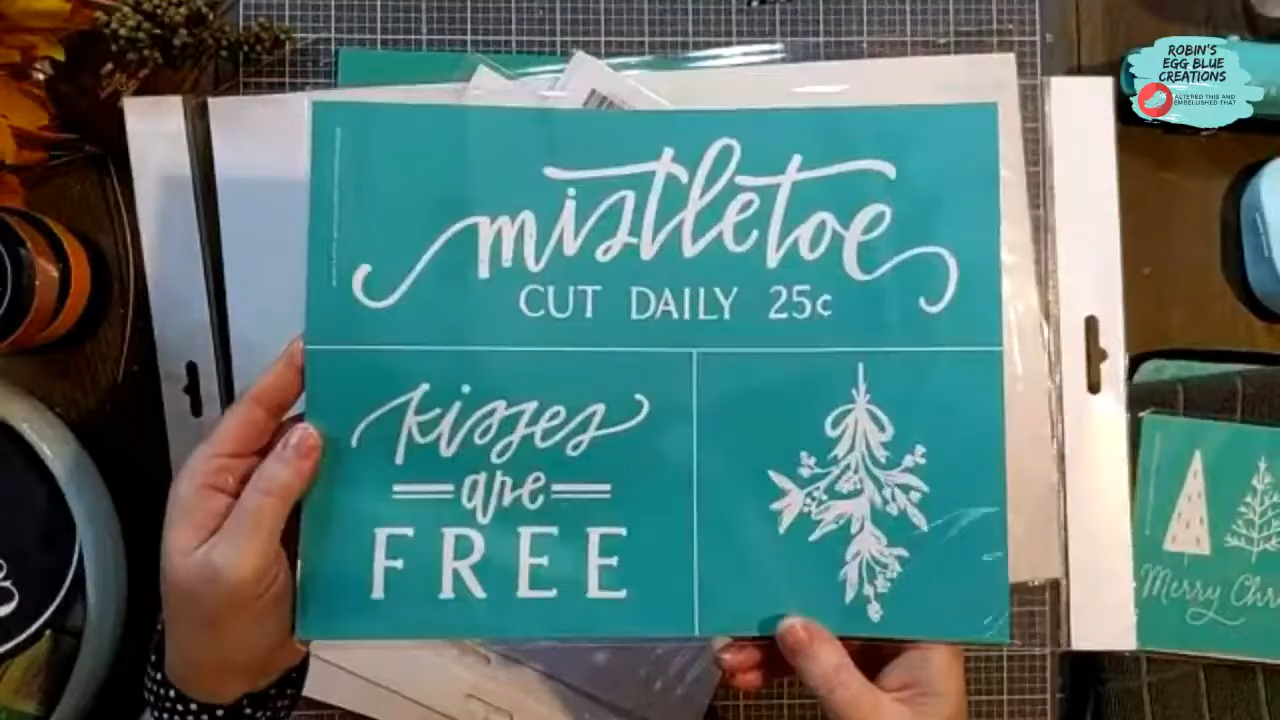 ROBIN'S
EGG BLUE
CREATIONS
ALTERED THIS AND
EMBELLISHED THAT
mistletoe
CUT DAILY 25¢
kisses
are
FREE
Merry Chr